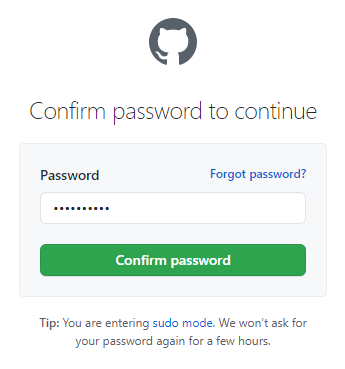 Confirm password to continue
Password Forgot password?
••••••••••
Confirm password
Tip: You are entering sudo mode. We won't ask for
your password again for a few hours.